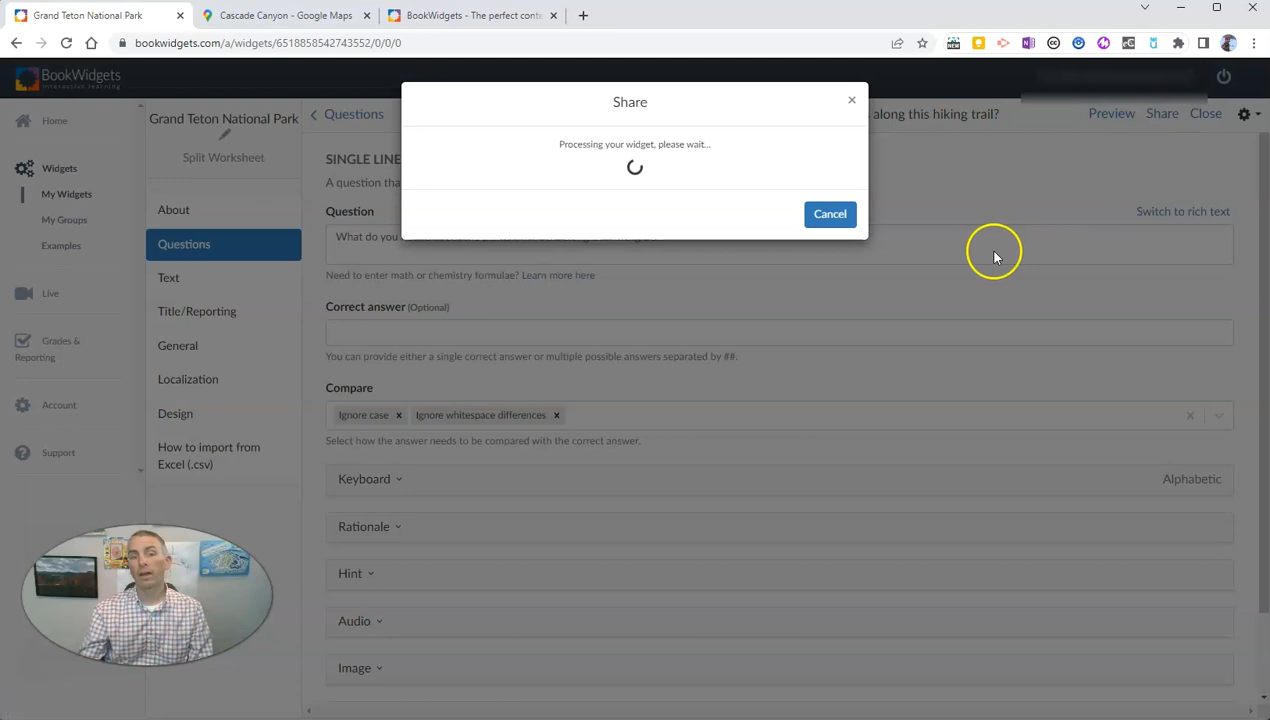 Grand Teton National Park
Cascade Canyon - Google Maps
BookWidgets - The perfect conte
bookwidgets.com/a/widgets/6518858542743552/0/0/0
BookWidgets
interactive learning
Home
Widgets
My Widgets
My Groups
Examples
Live
Grades &
Reporting
Account
Support
Grand Teton National Park
Split Worksheet
About
Questions
Text
Title/Reporting
General
Localization
Design
How to import from
Excel (.csv)
Questions
s along this hiking trail?
Preview
Share
Close
SINGLE LINE
A question tha
Question
Switch to rich text
What do you
Need to enter math or chemistry formulae? Learn more here
Correct answer (Optional)
You can provide either a single correct answer or multiple possible answers separated by ##.
Compare
Ignore case
Ignore whitespace differences
Select how the answer needs to be compared with the correct answer.
Keyboard
Alphabetic
Rationale
Hint
Audio
Image
Share
Processing your widget, please wait...
Cancel